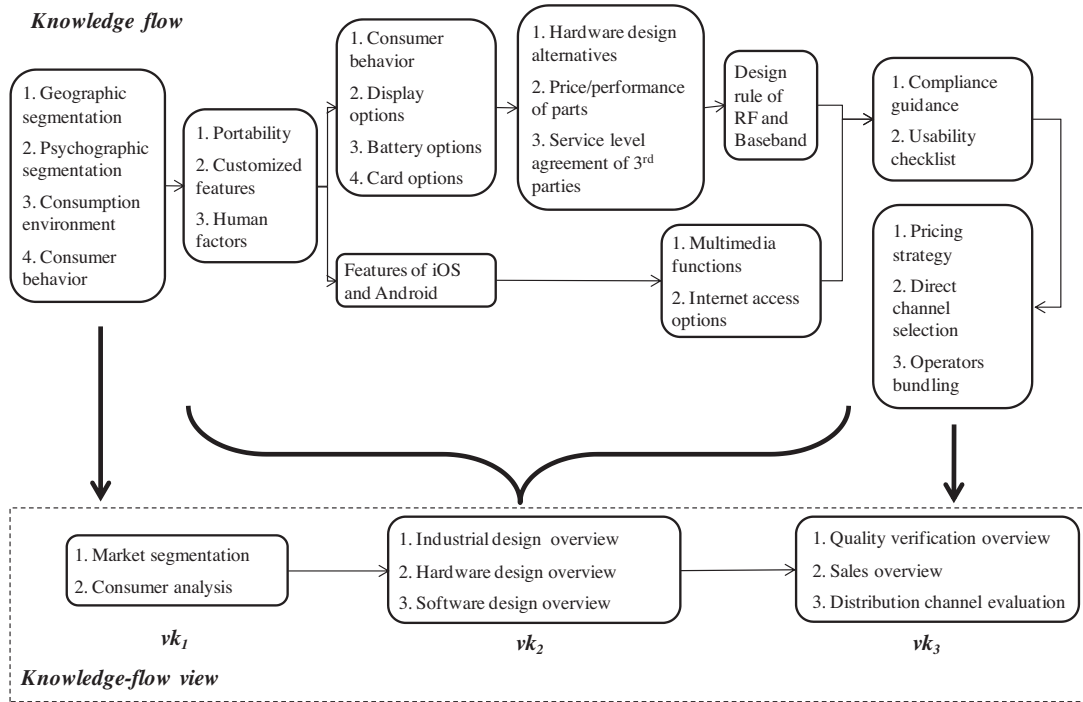 Knowledge flow
1. Geographic
segmentation
2. Psychographic
segmentation
3. Consumption
environment
4. Consumer
behavior
1. Portability
2. Customized
features
3. Human
factors
1. Consumer
behavior
2. Display
options
3. Battery options
4. Card options
1. Hardware design
alternatives
2. Price/performance
of parts
3. Service level
agreement of 3rd
parties
Design
rule of
RF and
Baseband
Features of iOS
and Android
1. Multimedia
functions
2. Internet access
options
1. Compliance
guidance
2. Usability
checklist
1. Pricing
strategy
2. Direct
channel
selection
3. Operators
bundling
1. Market segmentation
2. Consumer analysis
vk1
1. Industrial design overview
2. Hardware design overview
3. Software design overview
vk2
1. Quality verification overview
2. Sales overview
3. Distribution channel evaluation
vk3
Knowledge-flow view